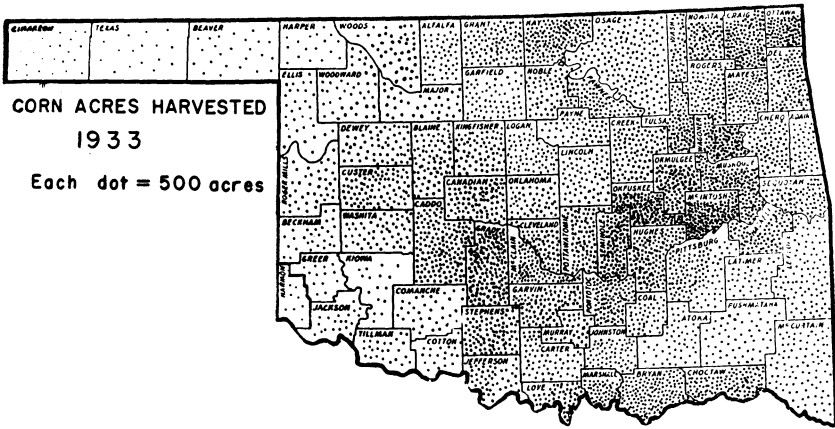 CIMARRON TEXAS BEAVER HARPER WOODS ALFALFA GRANT KAY OSAGE NOWATA CRAIG OTTAWA
DEL.
ELLIS WOODWARD MAJOR GARFIELD NOBLE ROGERS MAYES
CORN ACRES HARVESTED
1933
Each dot = 500 acres
DEWEY BLAINE KINGFISHER LOGAN PAYNE CREEK TULSA CHERO ADAIR
ROGER MILLS CUSTER CANADIAN OKLAHOMA LINCOLN OKMULGEE
OKFUSKEE McINTOSH
BECKHAM WASHITA CADDO GRADY CLEVELAND HUGHES PITTSBURG
HARMON GREER KIOWA LATIMER
JACKSON COMANCHE STEPHENS GARVIN COAL PUSHMATAHA
TILLMAN COTTON MURRAY JOHNSTON ATOKA McCURTAIN
JEFFERSON CARTER
LOVE MARSHALL BRYAN CHOCTAW